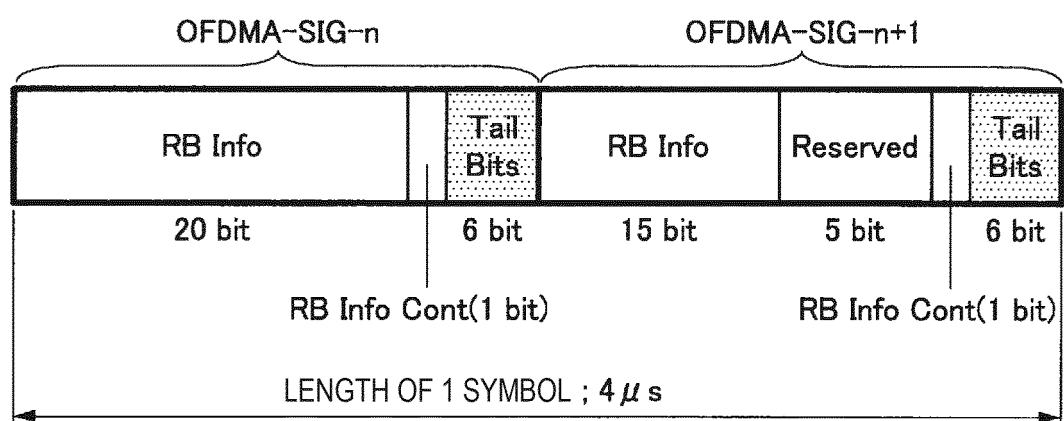 OFDMA-SIG-n OFDMA-SIG-n+1
RB Info Tail Bits RB Info Reserved Tail Bits
20 bit 6 bit 15 bit 5 bit 6 bit
RB Info Cont(1 bit) RB Info Cont(1 bit)
LENGTH OF 1 SYMBOL ; 4 μ s